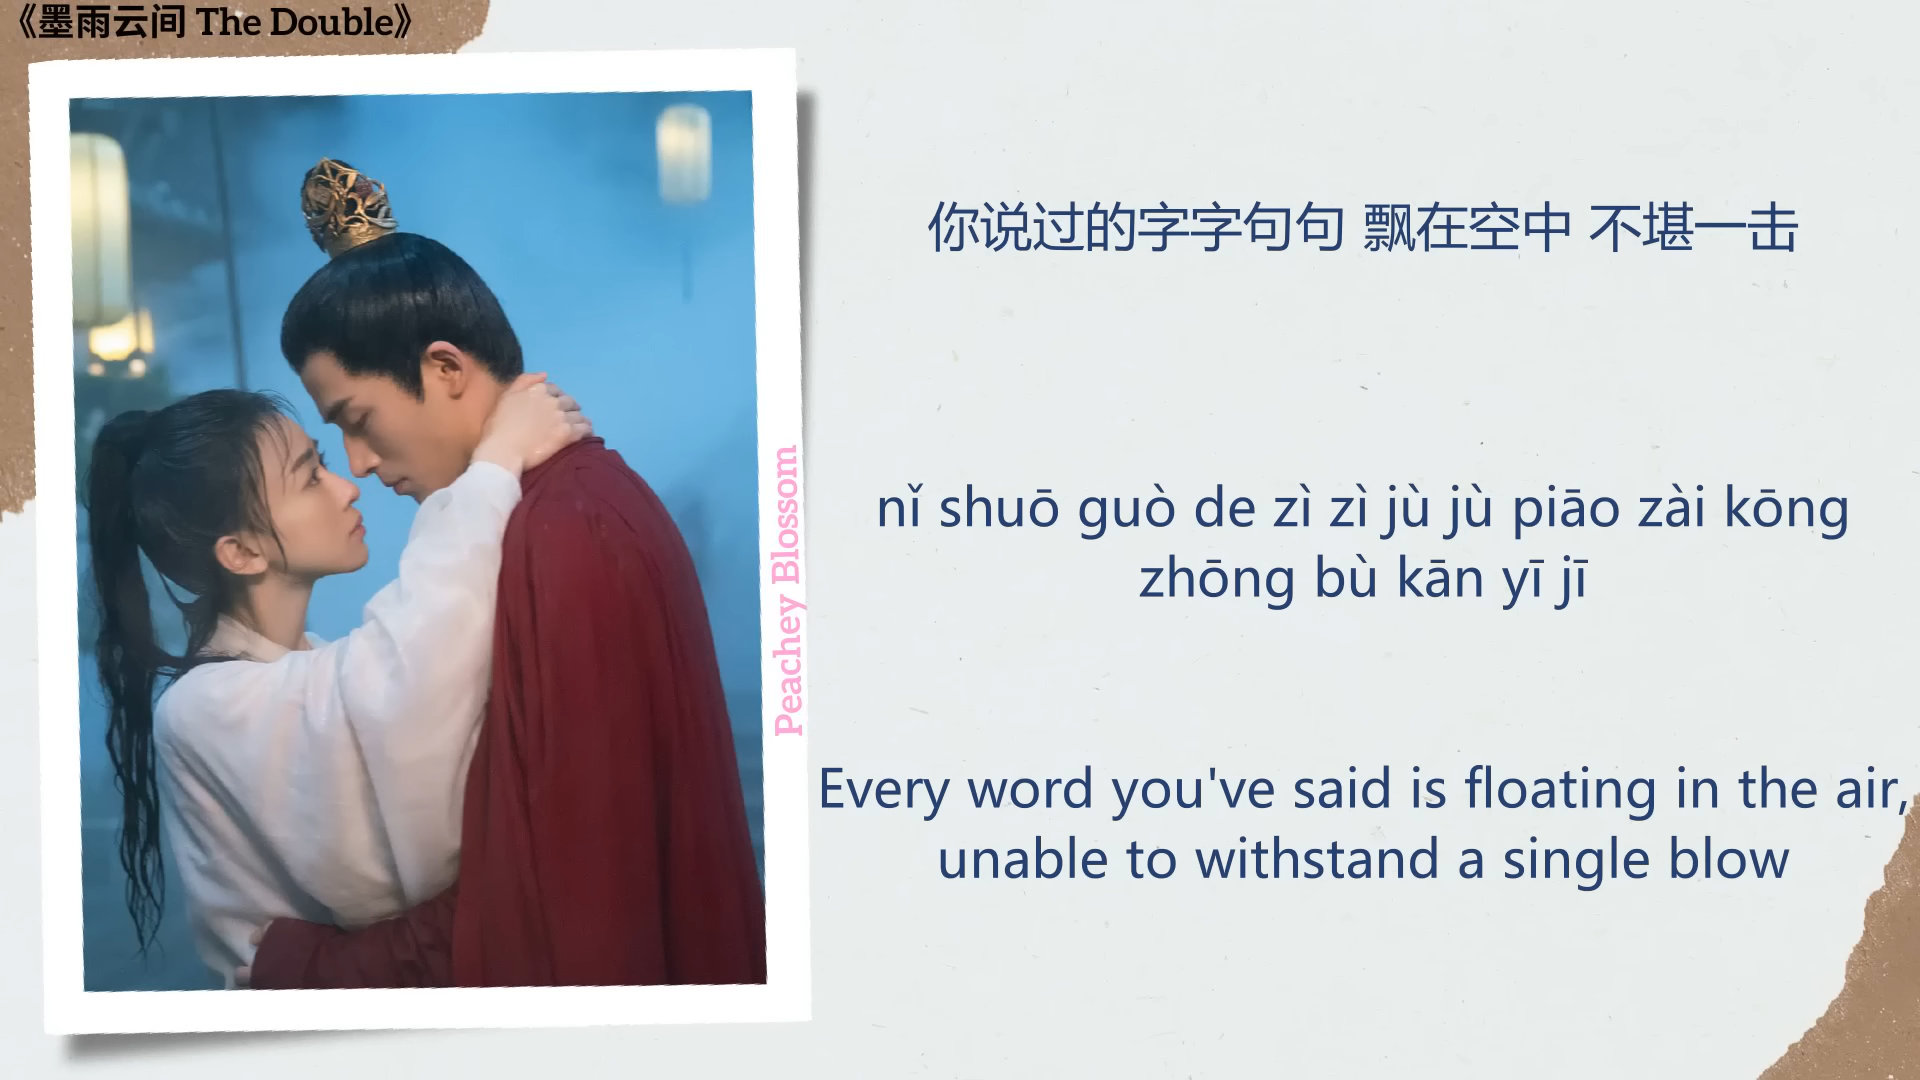 《墨雨云间 The Double》
Peachey Blossom
你说过的字字句句 飘在空中 不堪一击
nǐ shuō guò de zì zì jù jù piāo zài kōng
zhōng bù kān yī jī
Every word you've said is floating in the air,
unable to withstand a single blow